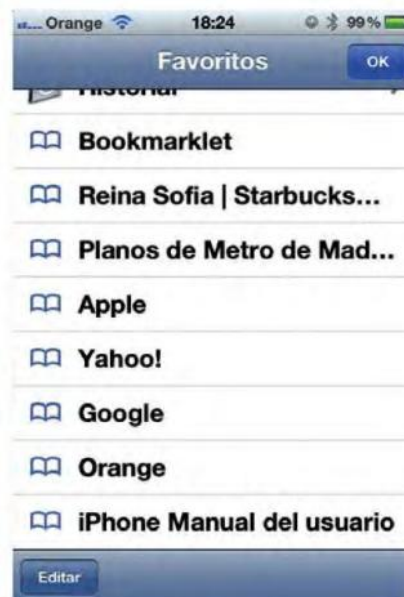 Orange 18:24 99%
Favoritos OK
Historial
Bookmarklet
Reina Sofia | Starbucks...
Planos de Metro de Mad...
Apple
Yahoo!
Google
Orange
iPhone Manual del usuario
Editar